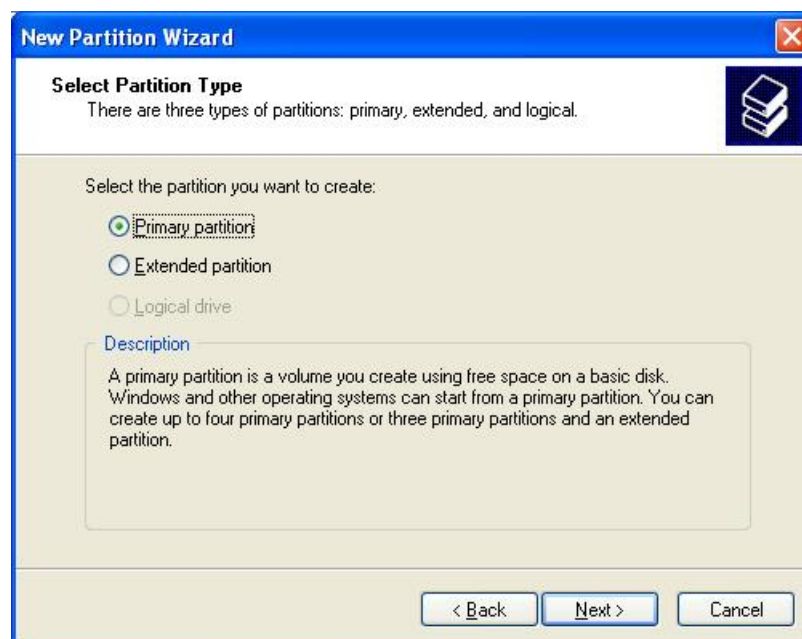 New Partition Wizard
Select Partition Type
There are three types of partitions: primary, extended, and logical.
Select the partition you want to create:
Primary partition
Extended partition
Logical drive
Description
A primary partition is a volume you create using free space on a basic disk.
Windows and other operating systems can start from a primary partition. You can
create up to four primary partitions or three primary partitions and an extended
partition.
< Back Next > Cancel